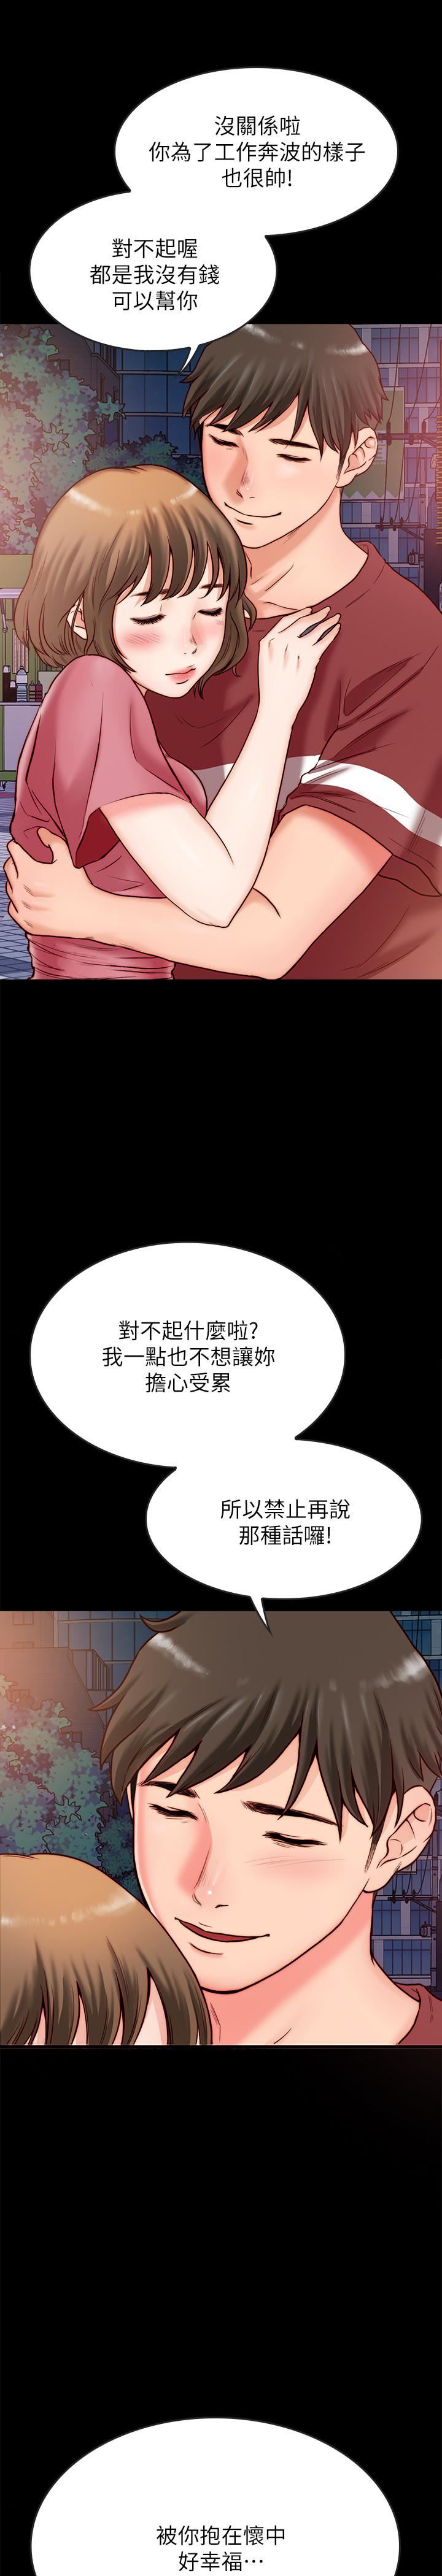 沒關係啦
你為了工作奔波的樣子
也很帥!
對不起喔
都是我沒有錢
可以幫你
對不起什麼啦?
我一點也不想讓妳
擔心受累
所以禁止再說
那種話囉!
被你抱在懷中
好幸福⋯